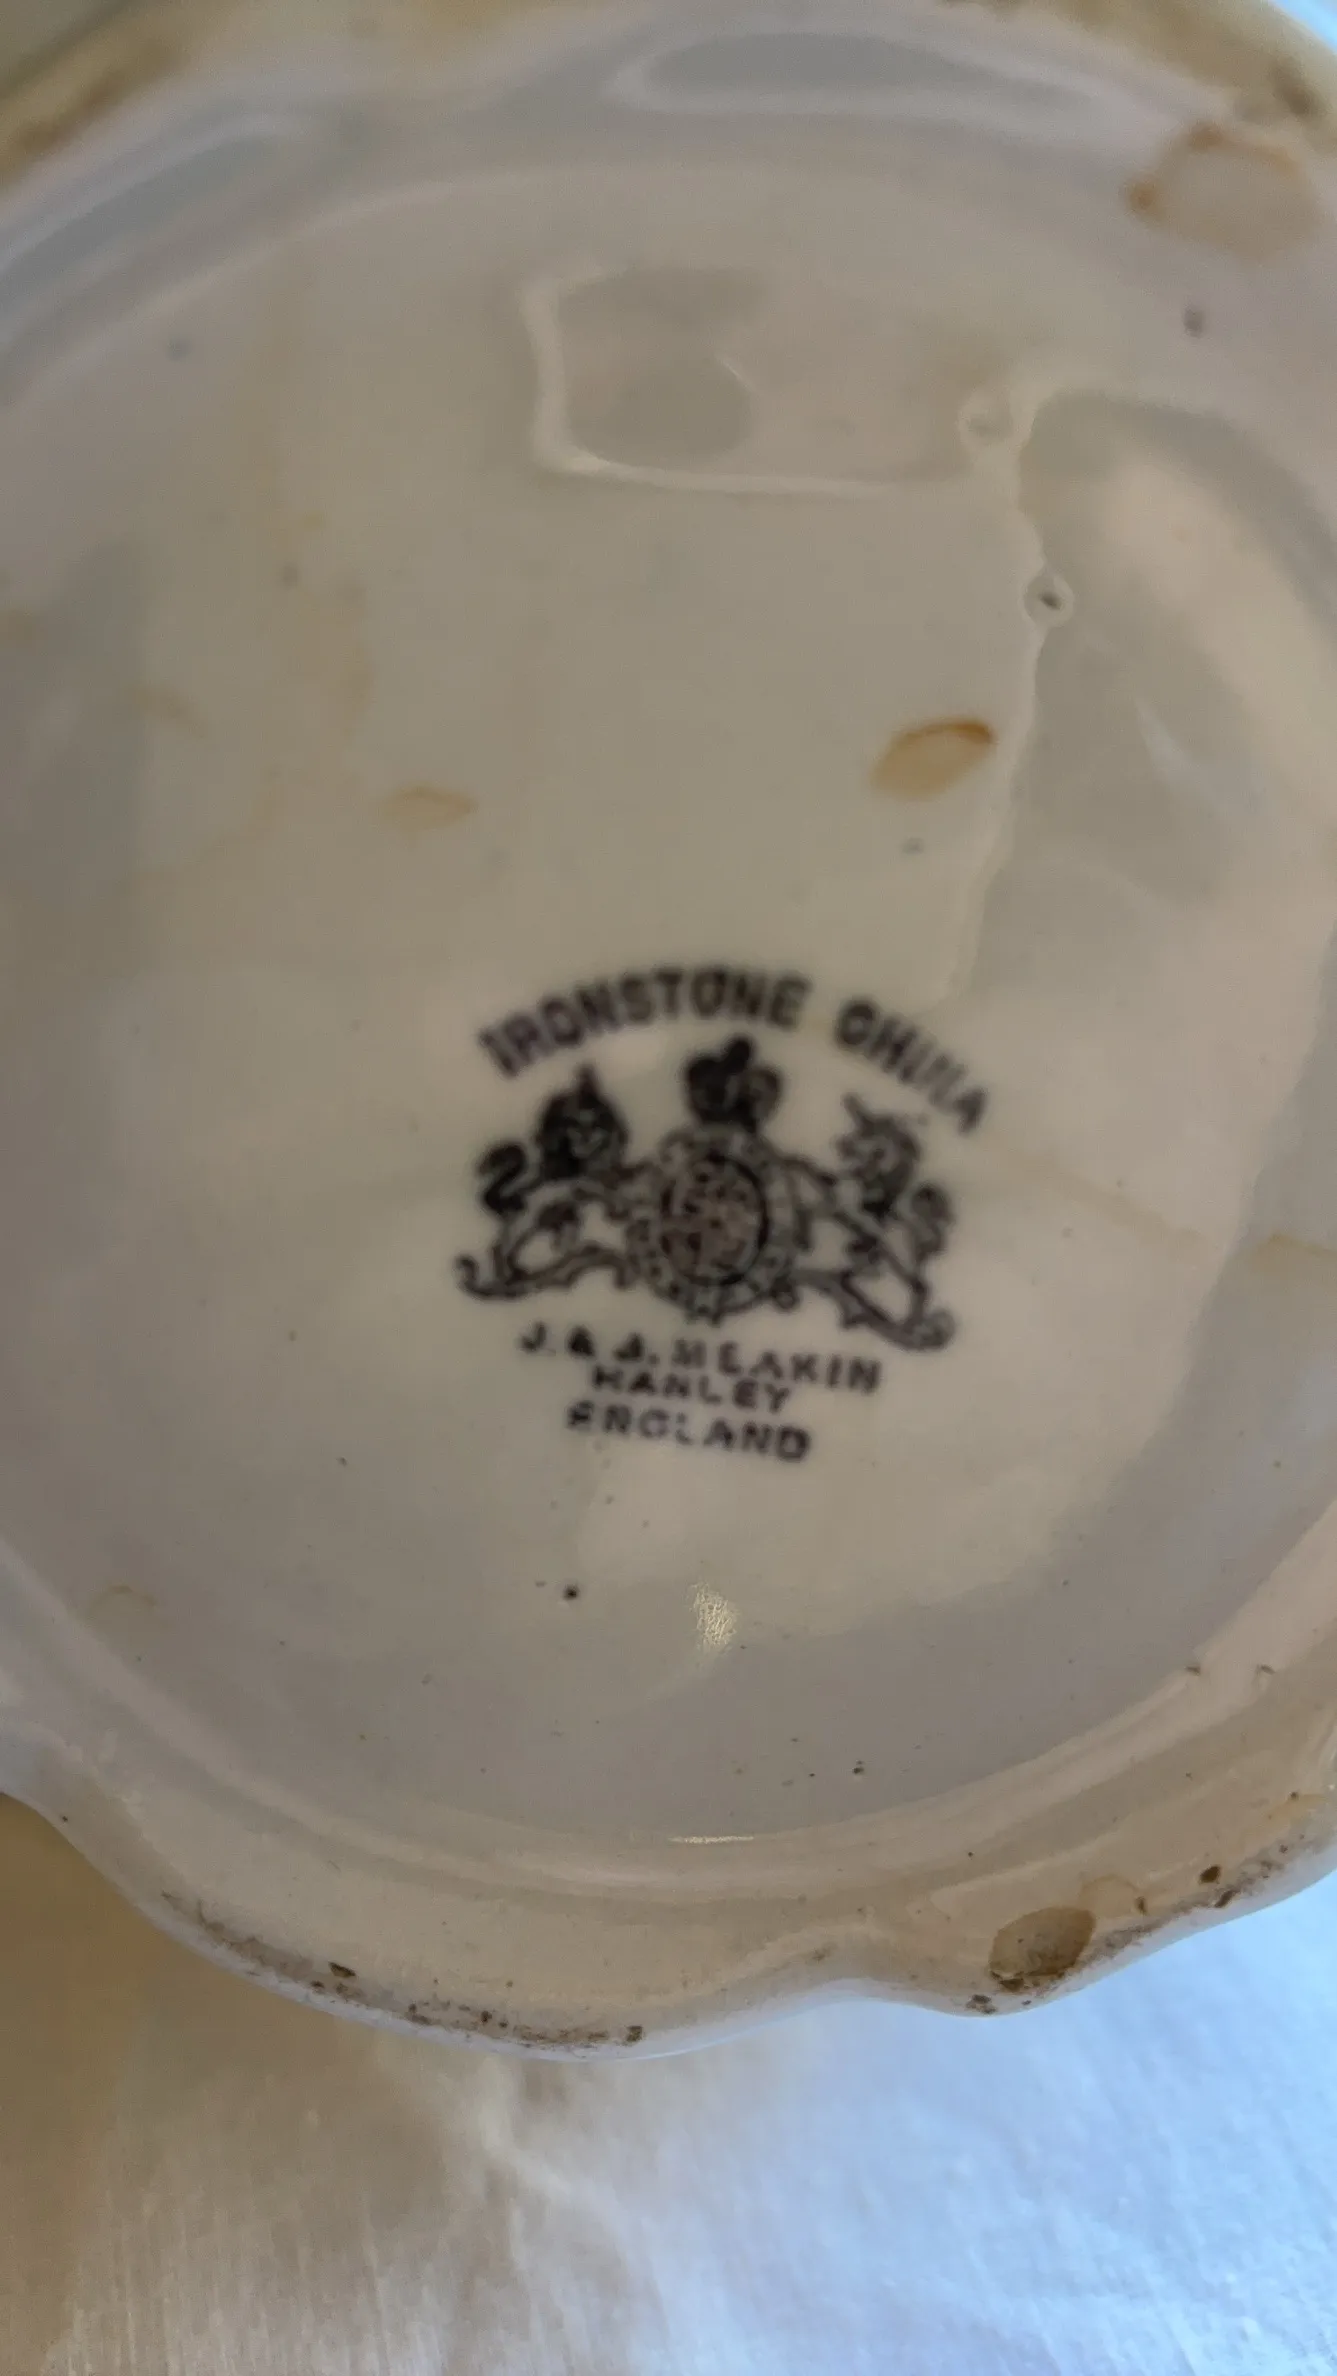 IRONSTONE CHINA
J. & G. MEAKIN
HANLEY
ENGLAND